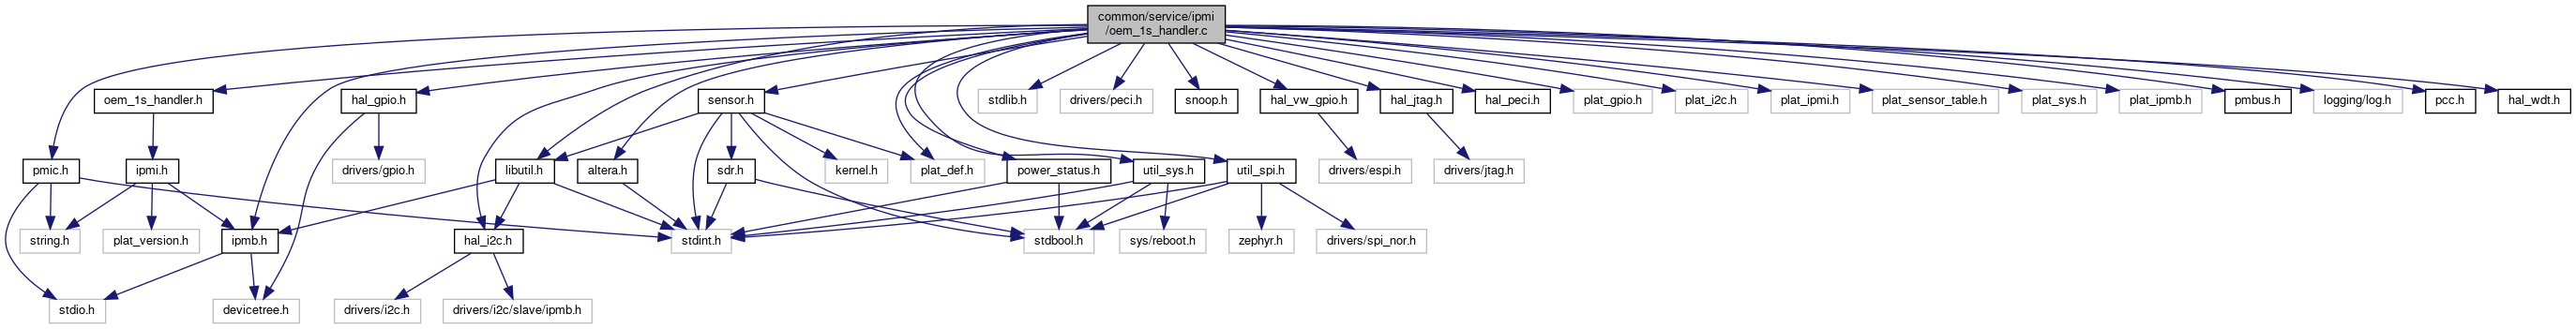 common/service/ipmi
/oem_1s_handler.c
oem_1s_handler.h
hal_gpio.h
sensor.h
stdlib.h
drivers/peci.h
snoop.h
hal_vw_gpio.h
hal_jtag.h
hal_peci.h
plat_gpio.h
plat_i2c.h
plat_ipmi.h
plat_sensor_table.h
plat_sys.h
plat_ipmb.h
pmbus.h
logging/log.h
pcc.h
hal_wdt.h
pmic.h
ipmi.h
drivers/gpio.h
libutil.h
altera.h
sdr.h
kernel.h
plat_def.h
power_status.h
util_sys.h
util_spi.h
drivers/espi.h
drivers/jtag.h
string.h
plat_version.h
ipmb.h
hal_i2c.h
stdint.h
stdbool.h
sys/reboot.h
zephyr.h
drivers/spi_nor.h
stdio.h
devicetree.h
drivers/i2c.h
drivers/i2c/slave/ipmb.h